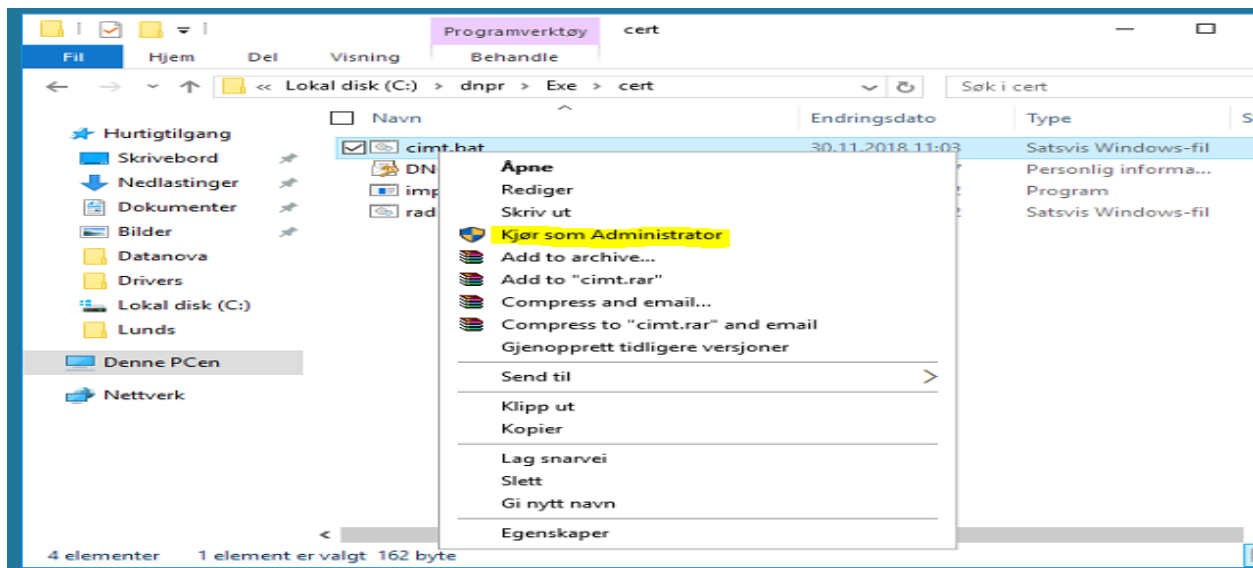 Programverktøy cert
Fil Hjem Del Visning Behandle
« Lokal disk (C:) > dnpr > Exe > cert Søk i cert
Navn Endringsdato Type S
Hurtigtilgang
cimt.bat 30.11.2018 11:03 Satsvis Windows-fil
Skrivebord
DN Personlig informa...
Nedlastinger
imp Program
Dokumenter
rad Satsvis Windows-fil
Bilder
Datanova
Drivers
Lokal disk (C:)
Lunds
Denne PCen
Nettverk
Åpne
Rediger
Skriv ut
Kjør som Administrator
Add to archive...
Add to "cimt.rar"
Compress and email...
Compress to "cimt.rar" and email
Gjenopprett tidligere versjoner
Send til >
Klipp ut
Kopier
Lag snarvei
Slett
Gi nytt navn
Egenskaper
4 elementer 1 element er valgt 162 byte